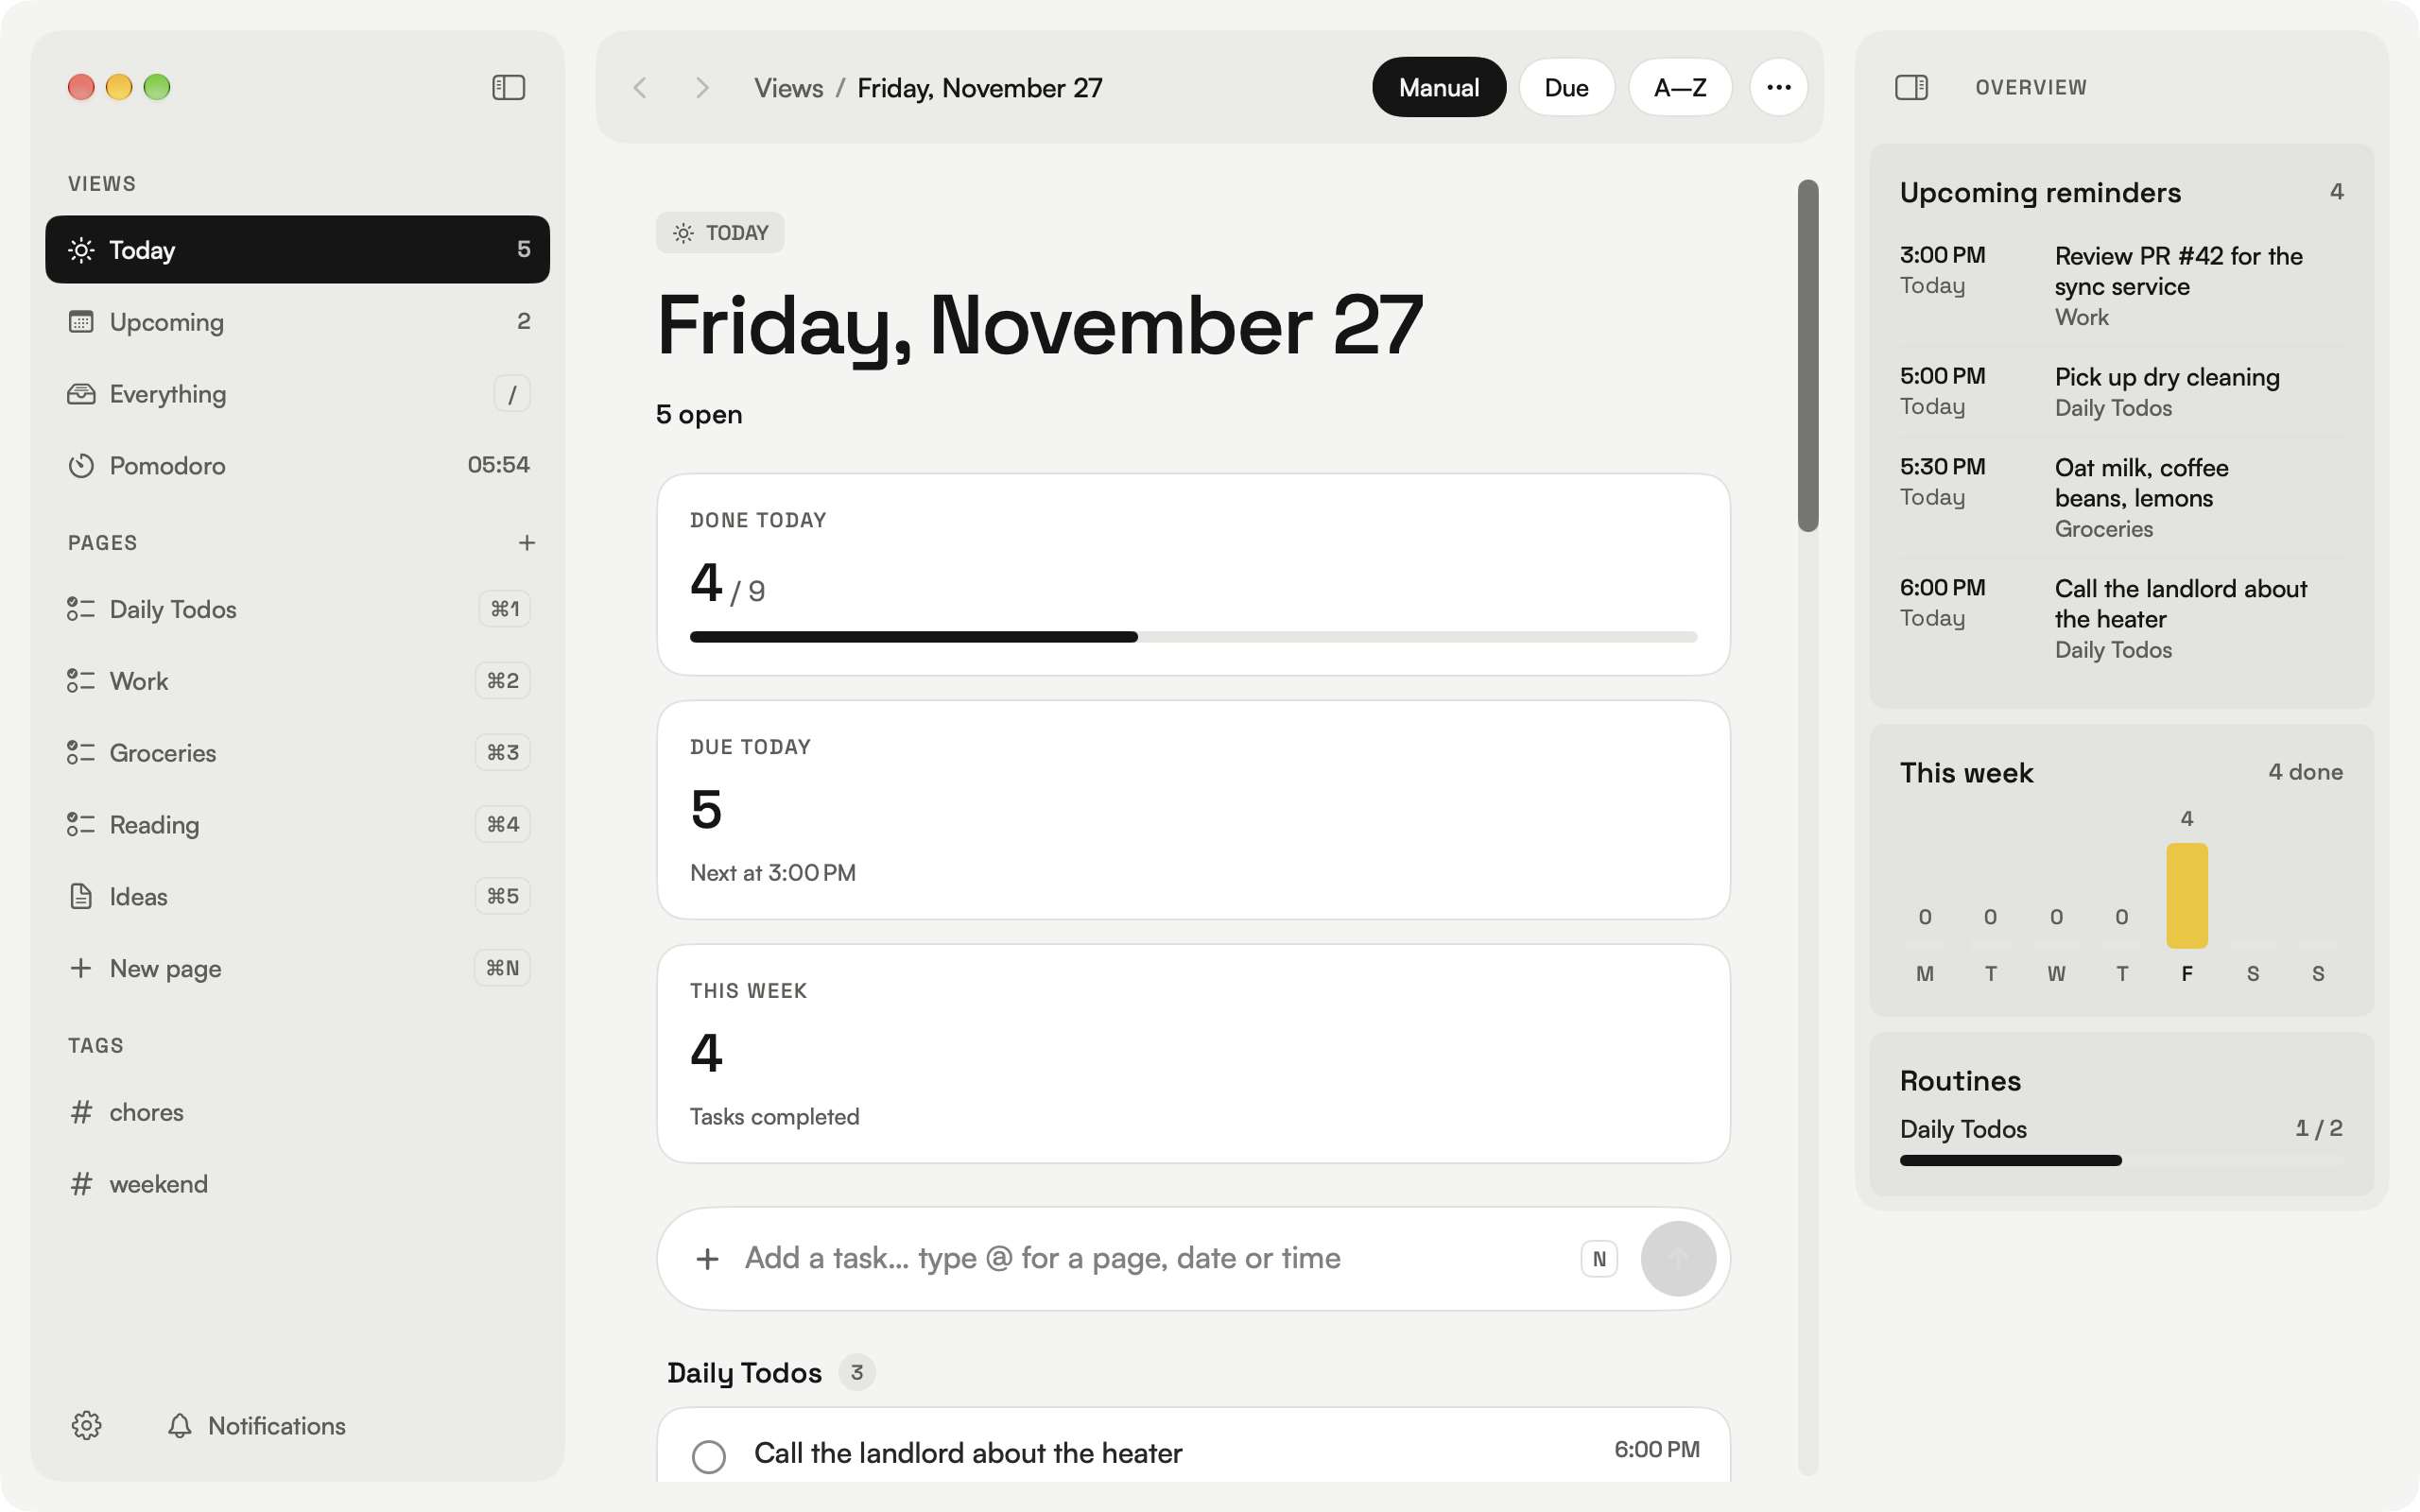 VIEWS
Today 5
Upcoming 2
Everything /
Pomodoro 05:54
PAGES +
Daily Todos ⌘1
Work ⌘2
Groceries ⌘3
Reading ⌘4
Ideas ⌘5
+ New page ⌘N
TAGS
# chores
# weekend
Notifications
Views / Friday, November 27
Manual Due A—Z ···
TODAY
Friday, November 27
5 open
DONE TODAY
4 / 9
DUE TODAY
5
Next at 3:00 PM
THIS WEEK
4
Tasks completed
+ Add a task... type @ for a page, date or time N
Daily Todos 3
Call the landlord about the heater 6:00 PM
OVERVIEW
Upcoming reminders 4
3:00 PM Review PR #42 for the
Today sync service
Work
5:00 PM Pick up dry cleaning
Today Daily Todos
5:30 PM Oat milk, coffee
Today beans, lemons
Groceries
6:00 PM Call the landlord about
Today the heater
Daily Todos
This week 4 done
4
0 0 0 0
M T W T F S S
Routines
Daily Todos 1 / 2